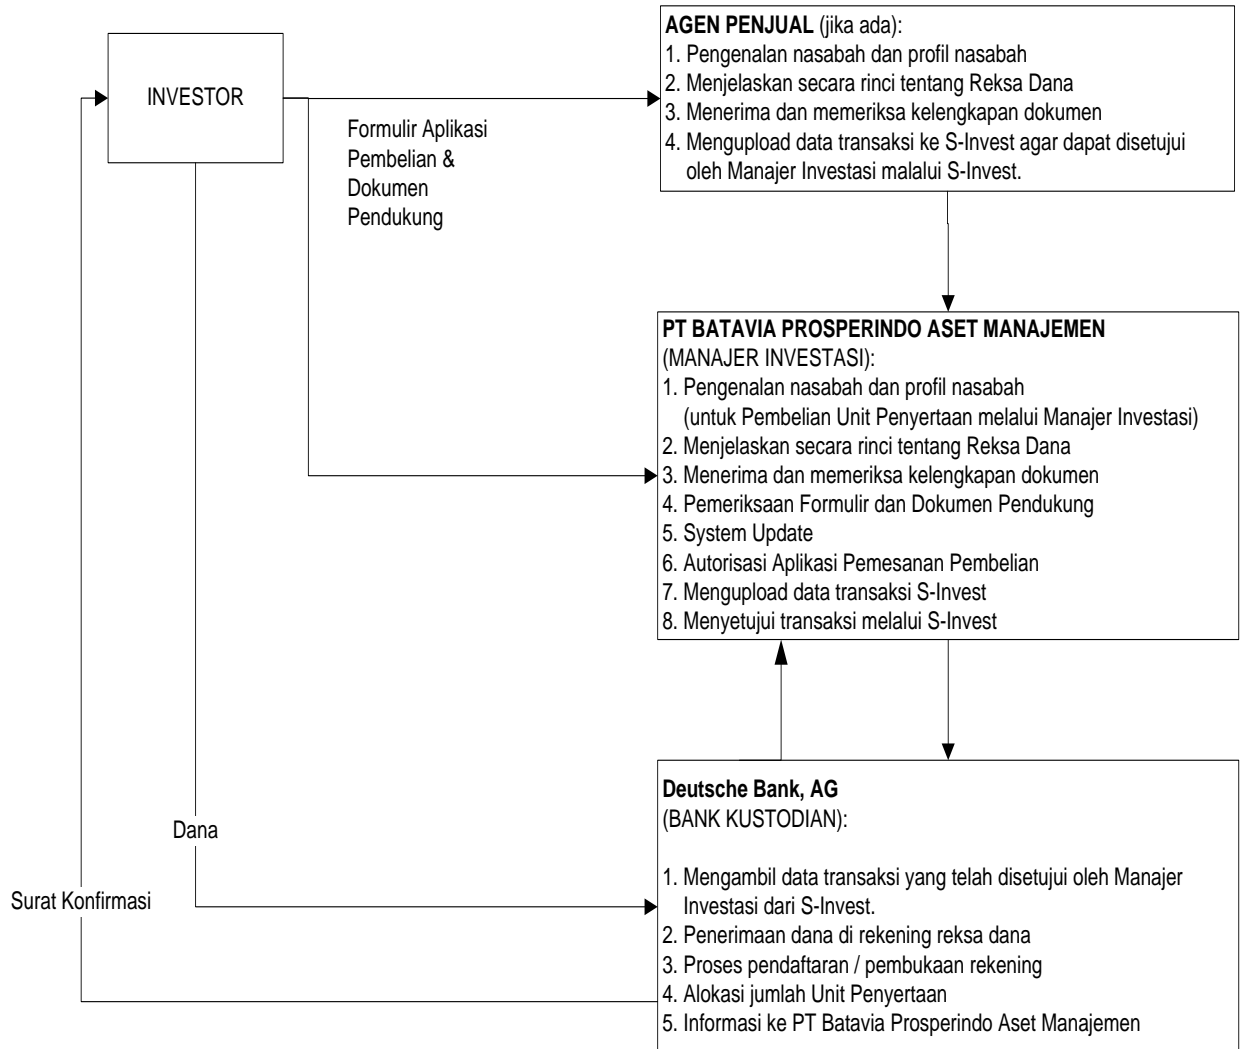 INVESTOR
Formulir Aplikasi
Pembelian &
Dokumen
Pendukung
AGEN PENJUAL (jika ada):
1. Pengenalan nasabah dan profil nasabah
2. Menjelaskan secara rinci tentang Reksa Dana
3. Menerima dan memeriksa kelengkapan dokumen
4. Mengupload data transaksi ke S-Invest agar dapat disetujui
oleh Manajer Investasi malalui S-Invest.
PT BATAVIA PROSPERINDO ASET MANAJEMEN
(MANAJER INVESTASI):
1. Pengenalan nasabah dan profil nasabah
(untuk Pembelian Unit Penyertaan melalui Manajer Investasi)
2. Menjelaskan secara rinci tentang Reksa Dana
3. Menerima dan memeriksa kelengkapan dokumen
4. Pemeriksaan Formulir dan Dokumen Pendukung
5. System Update
6. Autorisasi Aplikasi Pemesanan Pembelian
7. Mengupload data transaksi S-Invest
8. Menyetujui transaksi melalui S-Invest
Dana
Surat Konfirmasi
Deutsche Bank, AG
(BANK KUSTODIAN):
1. Mengambil data transaksi yang telah disetujui oleh Manajer
Investasi dari S-Invest.
2. Penerimaan dana di rekening reksa dana
3. Proses pendaftaran / pembukaan rekening
4. Alokasi jumlah Unit Penyertaan
5. Informasi ke PT Batavia Prosperindo Aset Manajemen